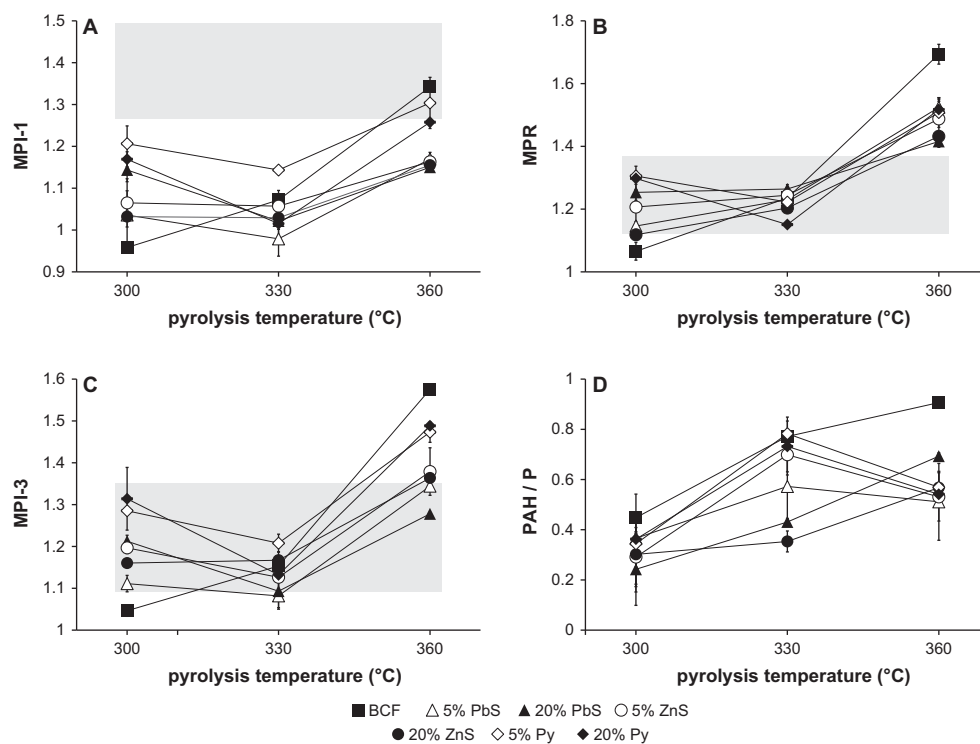 A
MPI-1
1.5
1.4
1.3
1.2
1.1
1
0.9
300 330 360
pyrolysis temperature (°C)
B
MPR
1.8
1.6
1.4
1.2
1
300 330 360
pyrolysis temperature (°C)
C
MPI-3
1.6
1.5
1.4
1.3
1.2
1.1
1
300 330 360
pyrolysis temperature (°C)
D
PAH / P
1
0.8
0.6
0.4
0.2
0
300 330 360
pyrolysis temperature (°C)
BCF 5% PbS 20% PbS 5% ZnS
20% ZnS 5% Py 20% Py